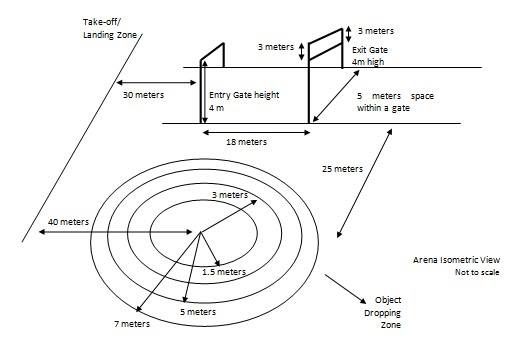 Take-off/
Landing Zone
3 meters
3 meters
Exit Gate
4m high
30 meters
Entry Gate height
4 m
5 meters space
within a gate
18 meters
25 meters
3 meters
40 meters
1.5 meters
5 meters
7 meters
Arena Isometric View
Not to scale
Object
Dropping
Zone